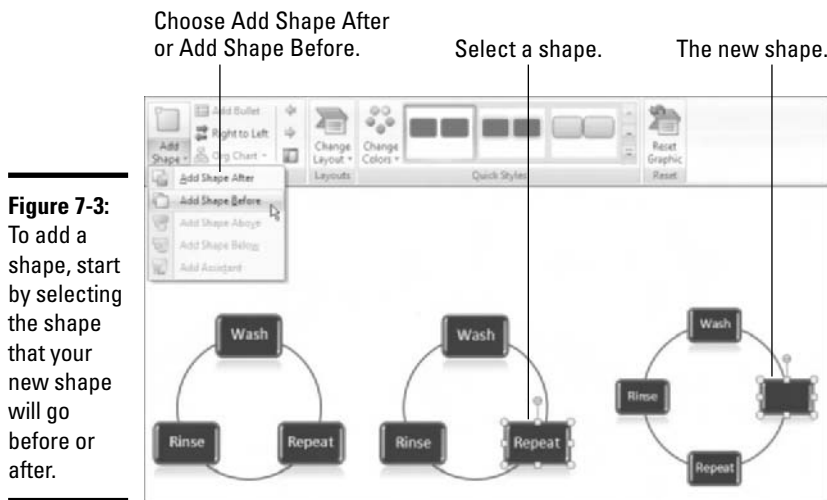 Choose Add Shape After
or Add Shape Before.
Select a shape.
The new shape.
Add
Shape
Add Bullet
Right to Left
Org Chart
Change
Layout
Layouts
Change
Colors
Quick Styles
Reset
Graphic
Reset
Add Shape After
Add Shape Before
Add Shape Above
Add Shape Below
Add Assistant
Figure 7-3:
To add a
shape, start
by selecting
the shape
that your
new shape
will go
before or
after.
Wash
Rinse
Repeat
Wash
Rinse
Repeat
Wash
Rinse
Repeat